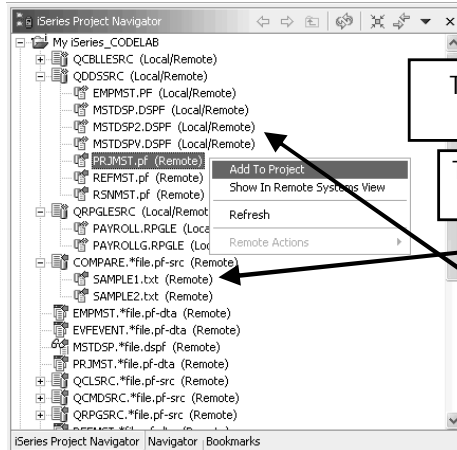 iSeries Project Navigator
My iSeries_CODELAB
QCBLLESRC (Local/Remote)
QDDSSRC (Local/Remote)
EMPMST.PF (Local/Remote)
MSTDSP.DSPF (Local/Remote)
MSTDSP2.DSPF (Local/Remote)
MSTDSPV.DSPF (Local/Remote)
PRJMST.pf (Remote)
REFMST.pf (Remote)
RSNMST.pf (Remote)
QRPGLESRC (Local/Remot
PAYROLL.RPGLE (Loca
PAYROLLG.RPGLE (Loc
COMPARE.*file.pf-src (Remote)
SAMPLE1.txt (Remote)
SAMPLE2.txt (Remote)
EMPMST.*file.pf-dta (Remote)
EVFEVENT.*file.pf-dta (Remote)
MSTDSP.*file.dspf (Remote)
PRJMST.*file.pf-dta (Remote)
QCLSRC.*file.pf-src (Remote)
QCMDSRC.*file.pf-src (Remote)
QRPGSRC.*file.pf-src (Remote)
Add To Project
Show In Remote Systems View
Refresh
Remote Actions
T
T
iSeries Project Navigator Navigator Bookmarks